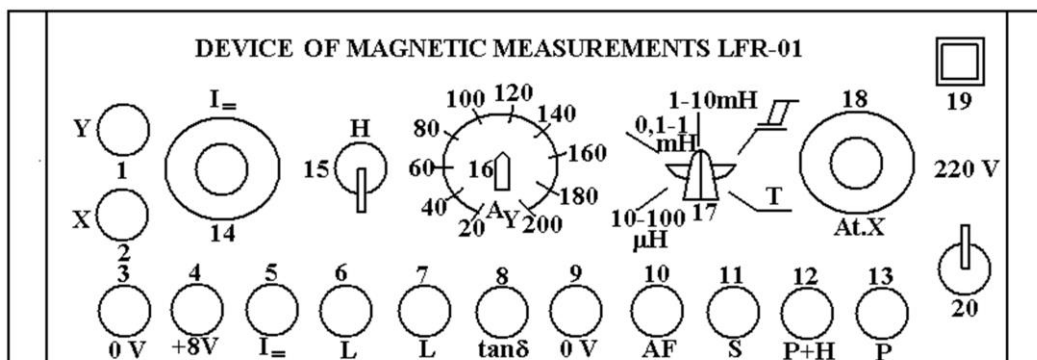 DEVICE OF MAGNETIC MEASUREMENTS LFR-01
Y
1
X
2
I=
14
H
15
20
40
60
80
100
120
140
160
180
200
16
A
Y
10-100
μH
0,1-1
mH
1-10mH
T
17
18
At.X
19
220 V
20
3
0 V
4
+8V
5
I=
6
L
7
L
8
tanδ
9
0 V
10
AF
11
S
12
P+H
13
P